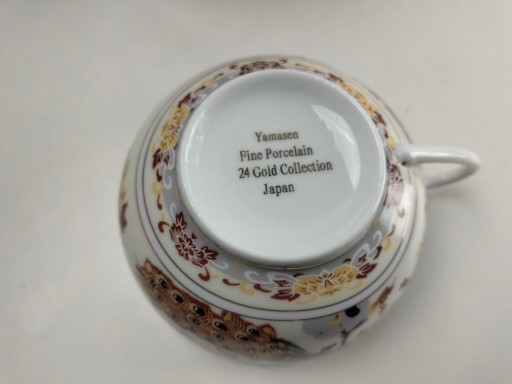 Yamasen
Fine Porcelain
24 Gold Collection
Japan